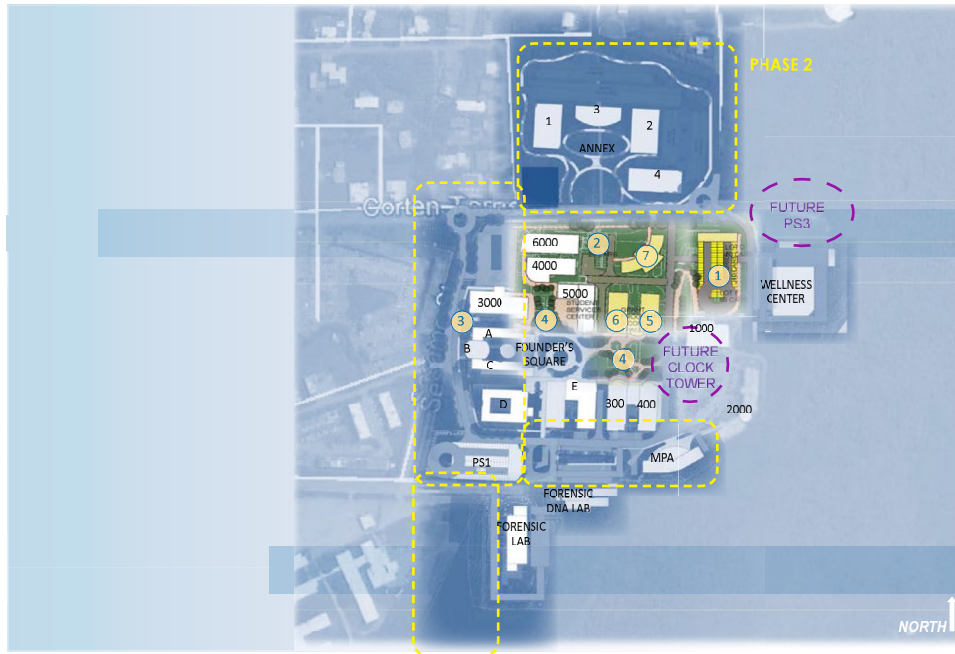 PHASE 2
3
1
2
ANNEX
4
FUTURE
PS3
6000
2
7
4000
1
5000
WELLNESS
CENTER
STUDENT
SERVICES
CENTER
3000
3
4
6
5
1000
A
B
FOUNDER'S
SQUARE
C
4
FUTURE
CLOCK
TOWER
E
D
300
400
2000
PS1
MPA
FORENSIC
DNA LAB
FORENSIC
LAB
NORTH